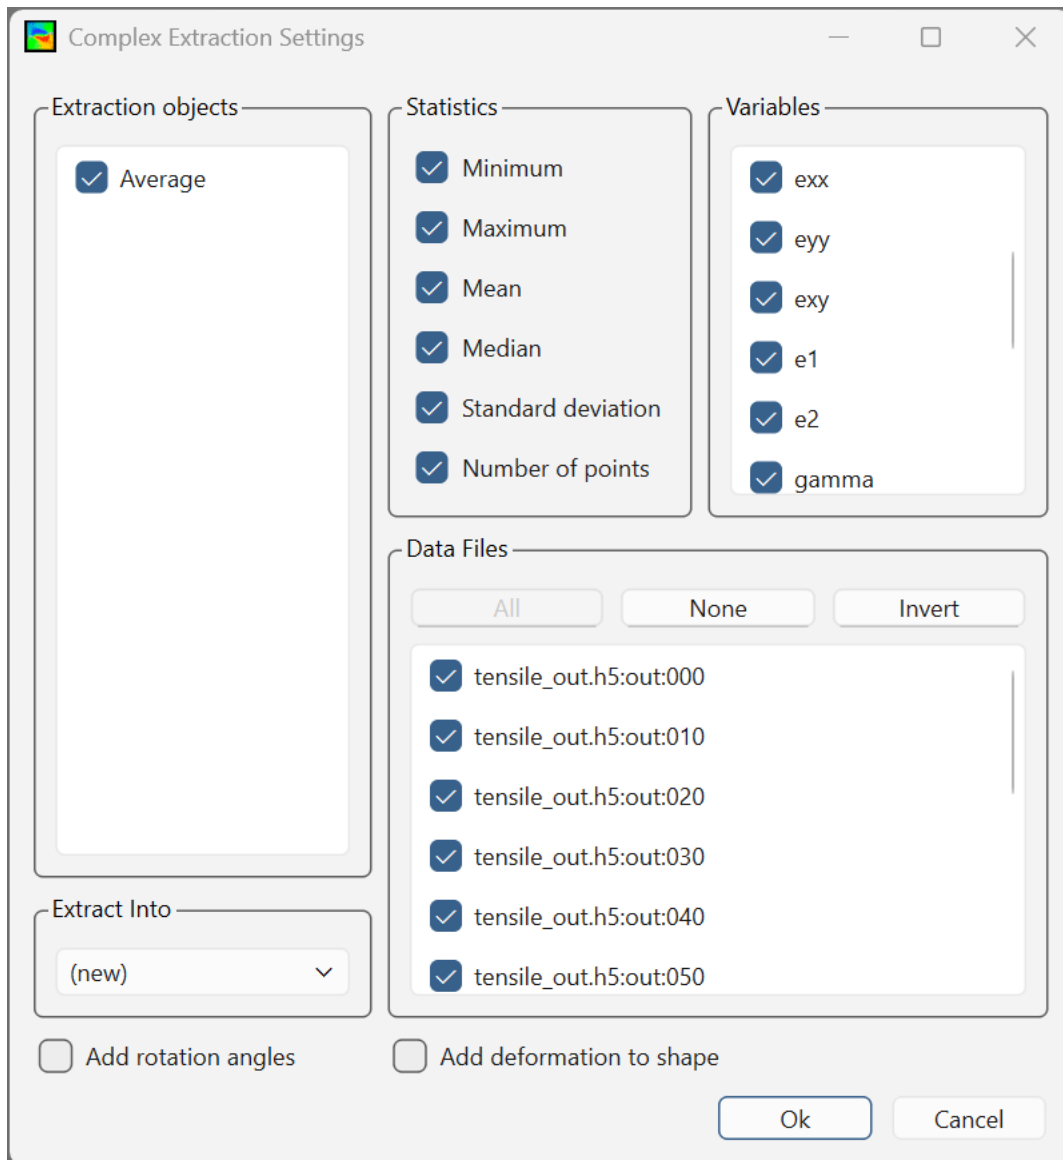 Complex Extraction Settings
Extraction objects
Average
Statistics
Minimum
Maximum
Mean
Median
Standard deviation
Number of points
Variables
exx
eyy
exy
e1
e2
gamma
Data Files
All
None
Invert
tensile_out.h5:out:000
tensile_out.h5:out:010
tensile_out.h5:out:020
tensile_out.h5:out:030
tensile_out.h5:out:040
tensile_out.h5:out:050
Extract Into
(new)
Add rotation angles
Add deformation to shape
Ok
Cancel